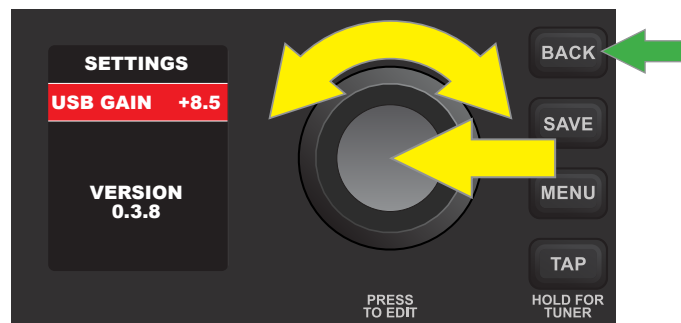 SETTINGS
USB GAIN +8.5
VERSION
0.3.8
BACK
SAVE
MENU
TAP
PRESS
TO EDIT
HOLD FOR
TUNER